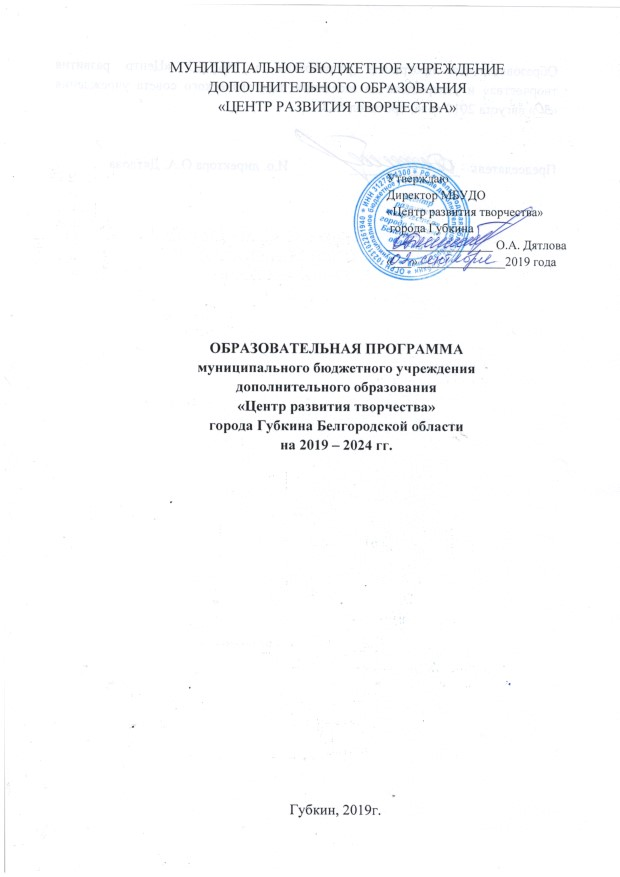 МУНИЦИПАЛЬНОЕ БЮДЖЕТНОЕ УЧРЕЖДЕНИЕ
ДОПОЛНИТЕЛЬНОГО ОБРАЗОВАНИЯ
«ЦЕНТР РАЗВИТИЯ ТВОРЧЕСТВА»
Утверждаю
Директор МБУДО
«Центр развития творчества»
города Губкина
О.А. Дятлова
сентября 2019 года
ОБРАЗОВАТЕЛЬНАЯ ПРОГРАММА
муниципального бюджетного учреждения
дополнительного образования
«Центр развития творчества»
города Губкина Белгородской области
на 2019 – 2024 гг.
Губкин, 2019г.